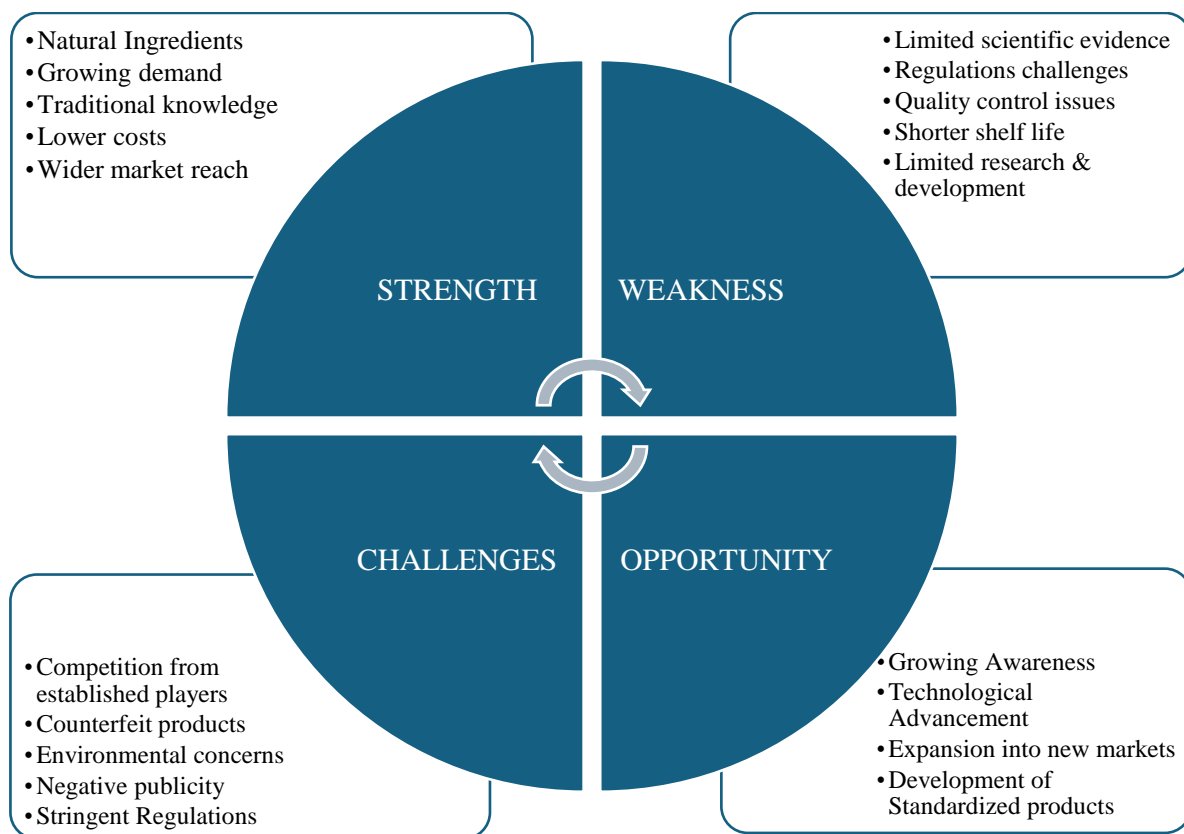 •Natural Ingredients
•Growing demand
•Traditional knowledge
•Lower costs
•Wider market reach
•Limited scientific evidence
•Regulations challenges
•Quality control issues
•Shorter shelf life
•Limited research &
development
STRENGTH
WEAKNESS
CHALLENGES
OPPORTUNITY
•Competition from
established players
•Counterfeit products
•Environmental concerns
•Negative publicity
•Stringent Regulations
•Growing Awareness
•Technological
Advancement
•Expansion into new markets
•Development of
Standardized products